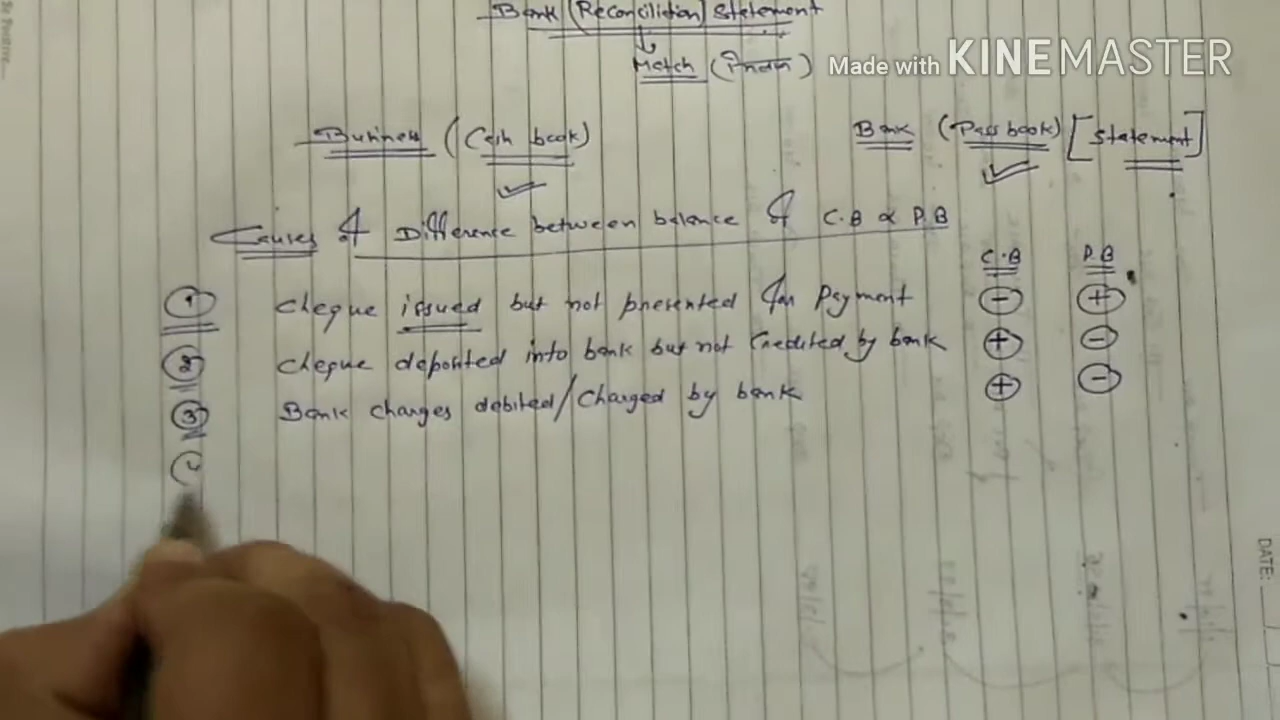 Bank (Reconciliation) Statement
Match (मिलान)
Made with KINEMASTER
Business (Cash book) Bank (Pass book) [Statement]
Causes of Difference between balance of C.B & P.B
C.B P.B
1 Cheque issued but not presented for Payment - +
2 Cheque deposited into bank but not Credited by bank + -
3 Bank charges debited/Charged by bank + -
DATE: